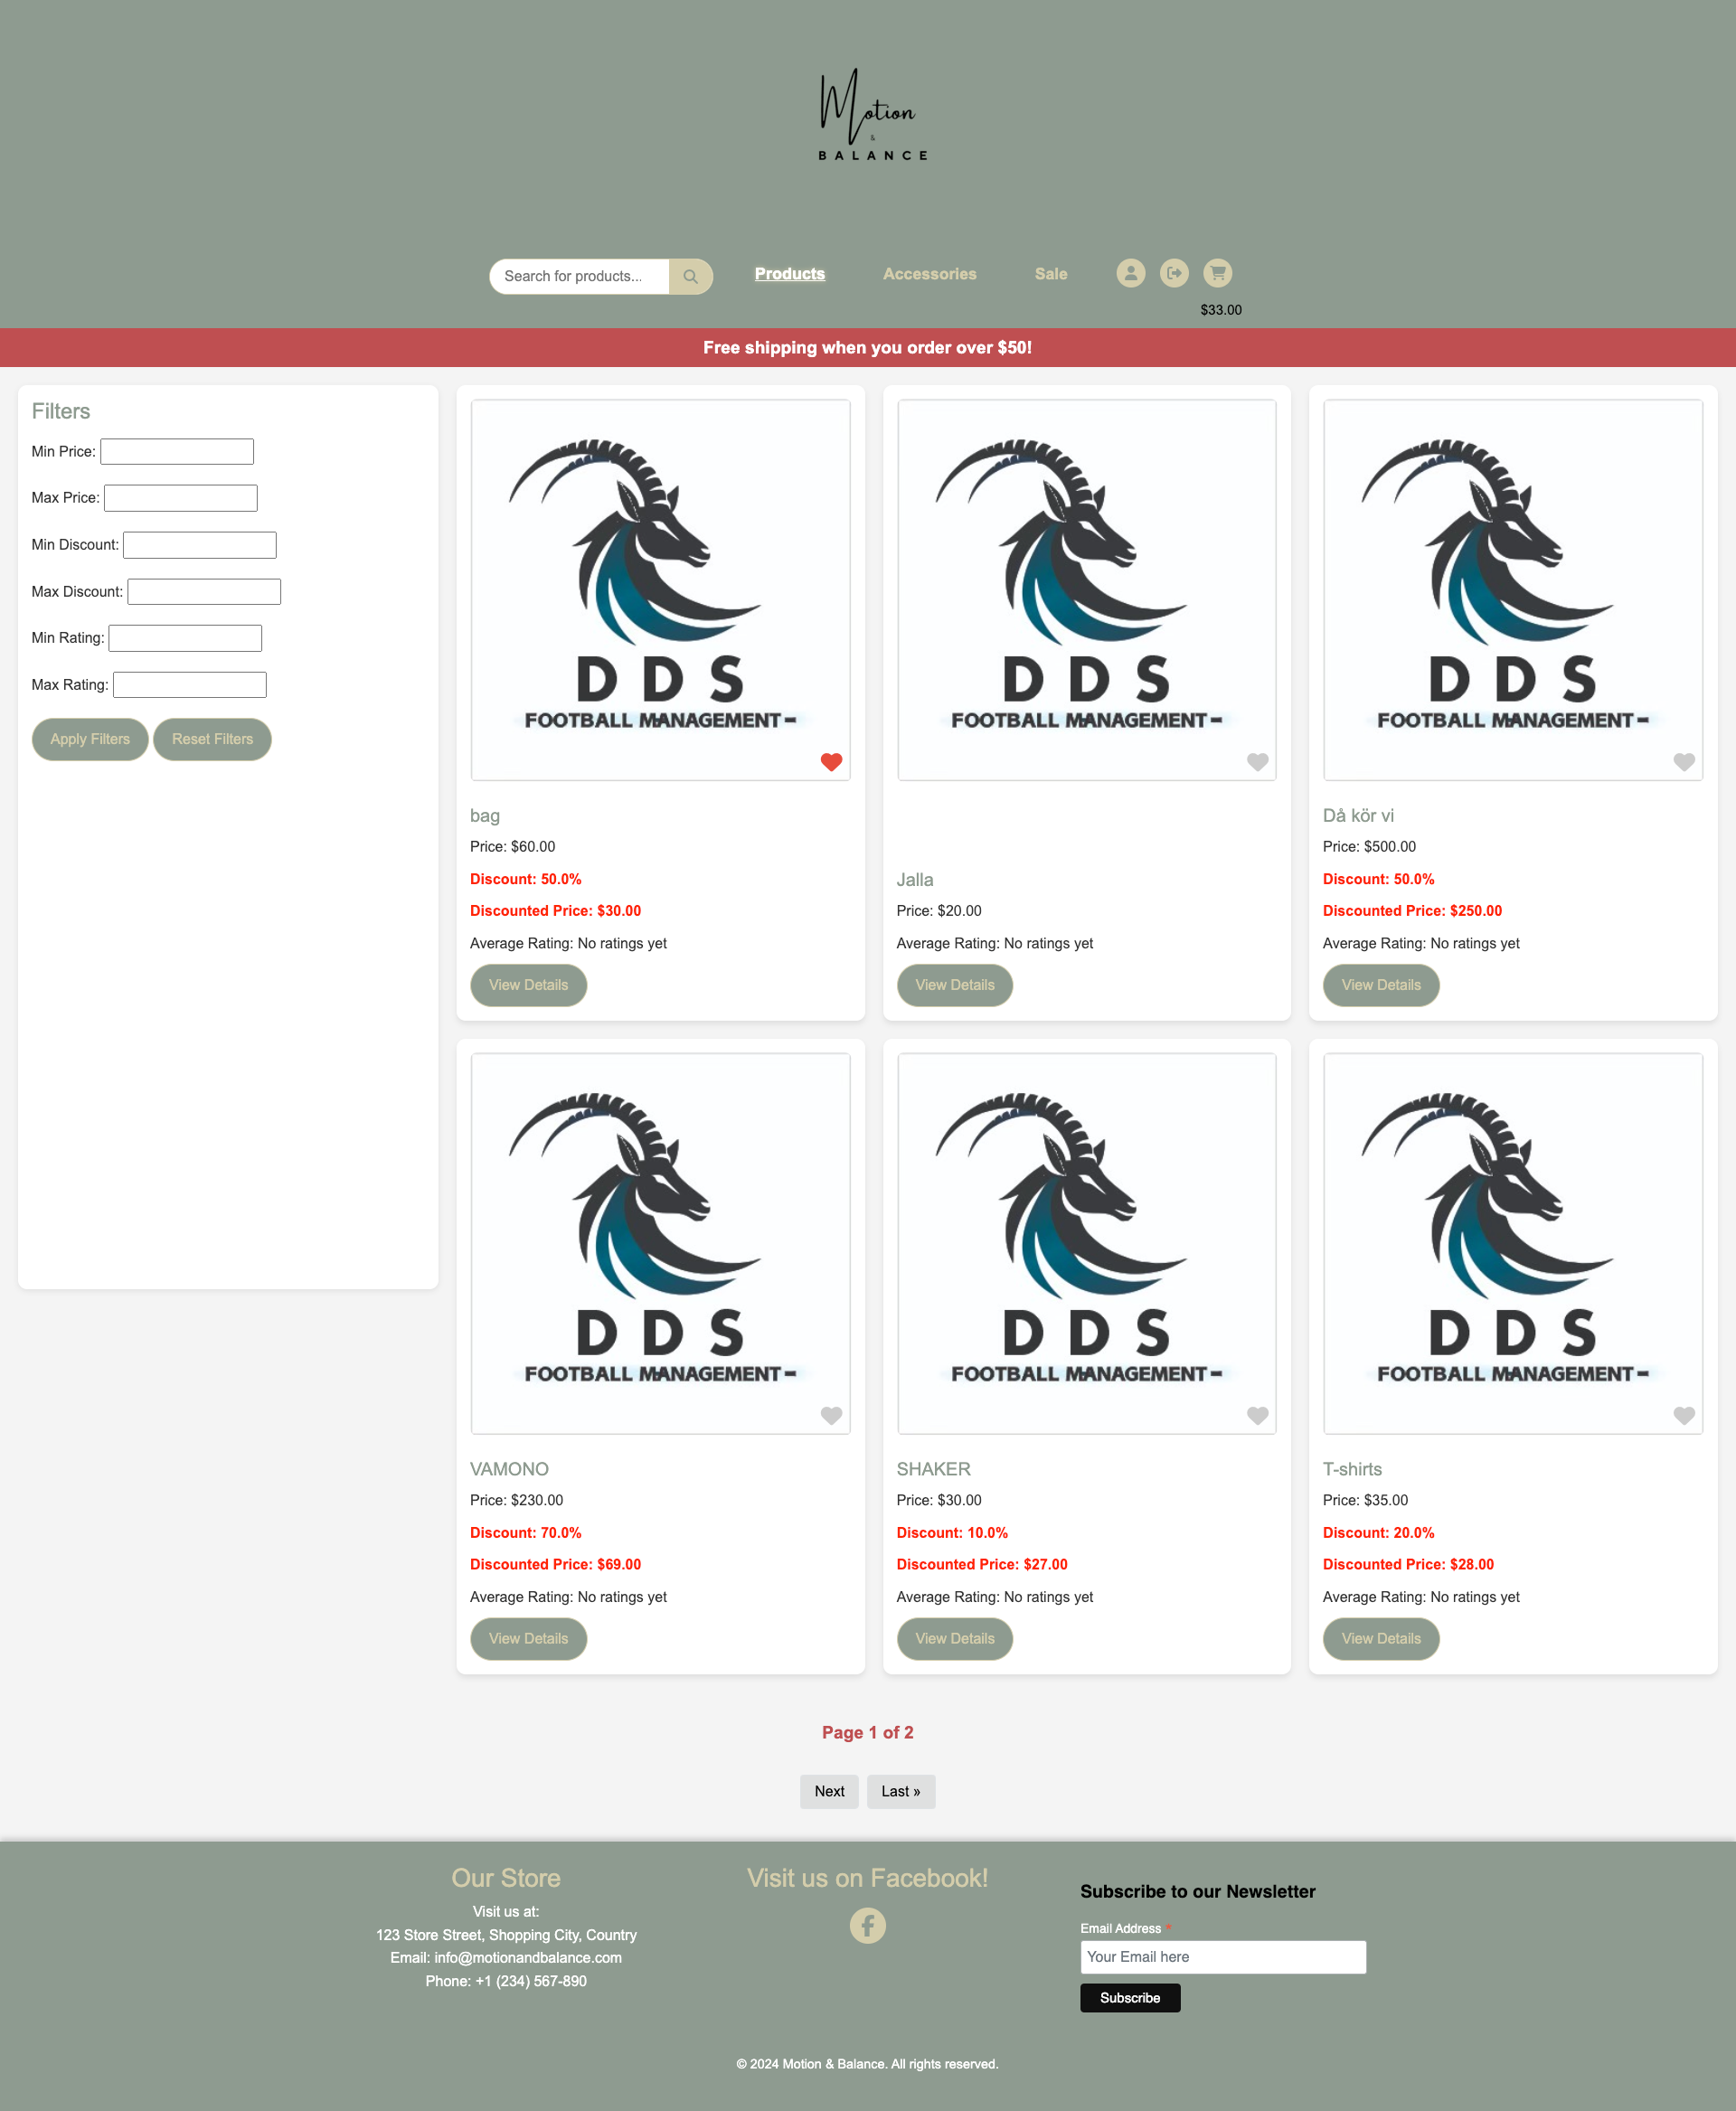 Motion
&
BALANCE
Search for products...
Products
Accessories
Sale
$33.00
Free shipping when you order over $50!
Filters
Min Price:
Max Price:
Min Discount:
Max Discount:
Min Rating:
Max Rating:
Apply Filters
Reset Filters
DDS
FOOTBALL MANAGEMENT
bag
Price: $60.00
Discount: 50.0%
Discounted Price: $30.00
Average Rating: No ratings yet
View Details
DDS
FOOTBALL MANAGEMENT
Jalla
Price: $20.00
Average Rating: No ratings yet
View Details
DDS
FOOTBALL MANAGEMENT
Då kör vi
Price: $500.00
Discount: 50.0%
Discounted Price: $250.00
Average Rating: No ratings yet
View Details
DDS
FOOTBALL MANAGEMENT
VAMONO
Price: $230.00
Discount: 70.0%
Discounted Price: $69.00
Average Rating: No ratings yet
View Details
DDS
FOOTBALL MANAGEMENT
SHAKER
Price: $30.00
Discount: 10.0%
Discounted Price: $27.00
Average Rating: No ratings yet
View Details
DDS
FOOTBALL MANAGEMENT
T-shirts
Price: $35.00
Discount: 20.0%
Discounted Price: $28.00
Average Rating: No ratings yet
View Details
Page 1 of 2
Next
Last »
Our Store
Visit us at:
123 Store Street, Shopping City, Country
Email: info@motionandbalance.com
Phone: +1 (234) 567-890
Visit us on Facebook!
Subscribe to our Newsletter
Email Address *
Your Email here
Subscribe
© 2024 Motion & Balance. All rights reserved.